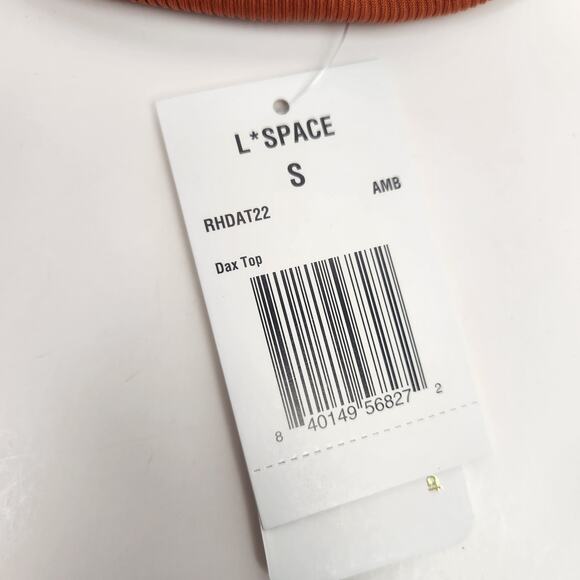 L*SPACE
S
RHDAT22 AMB
Dax Top
8 40149 56827 2